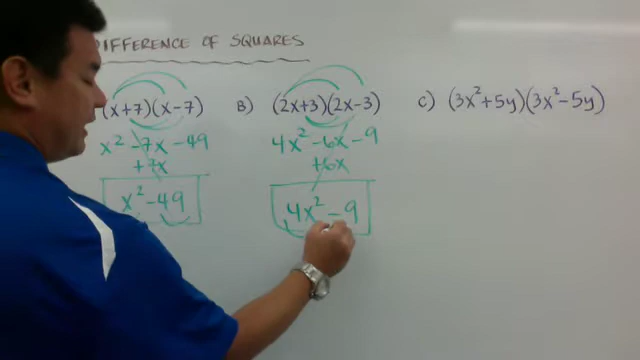 DIFFERENCE OF SQUARES
(x+7)(x-7)
x² -7x -49
+7x
x² - 49
B) (2x+3)(2x-3)
4x² -6x -9
+6x
4x² - 9
C) (3x²+5y)(3x²-5y)